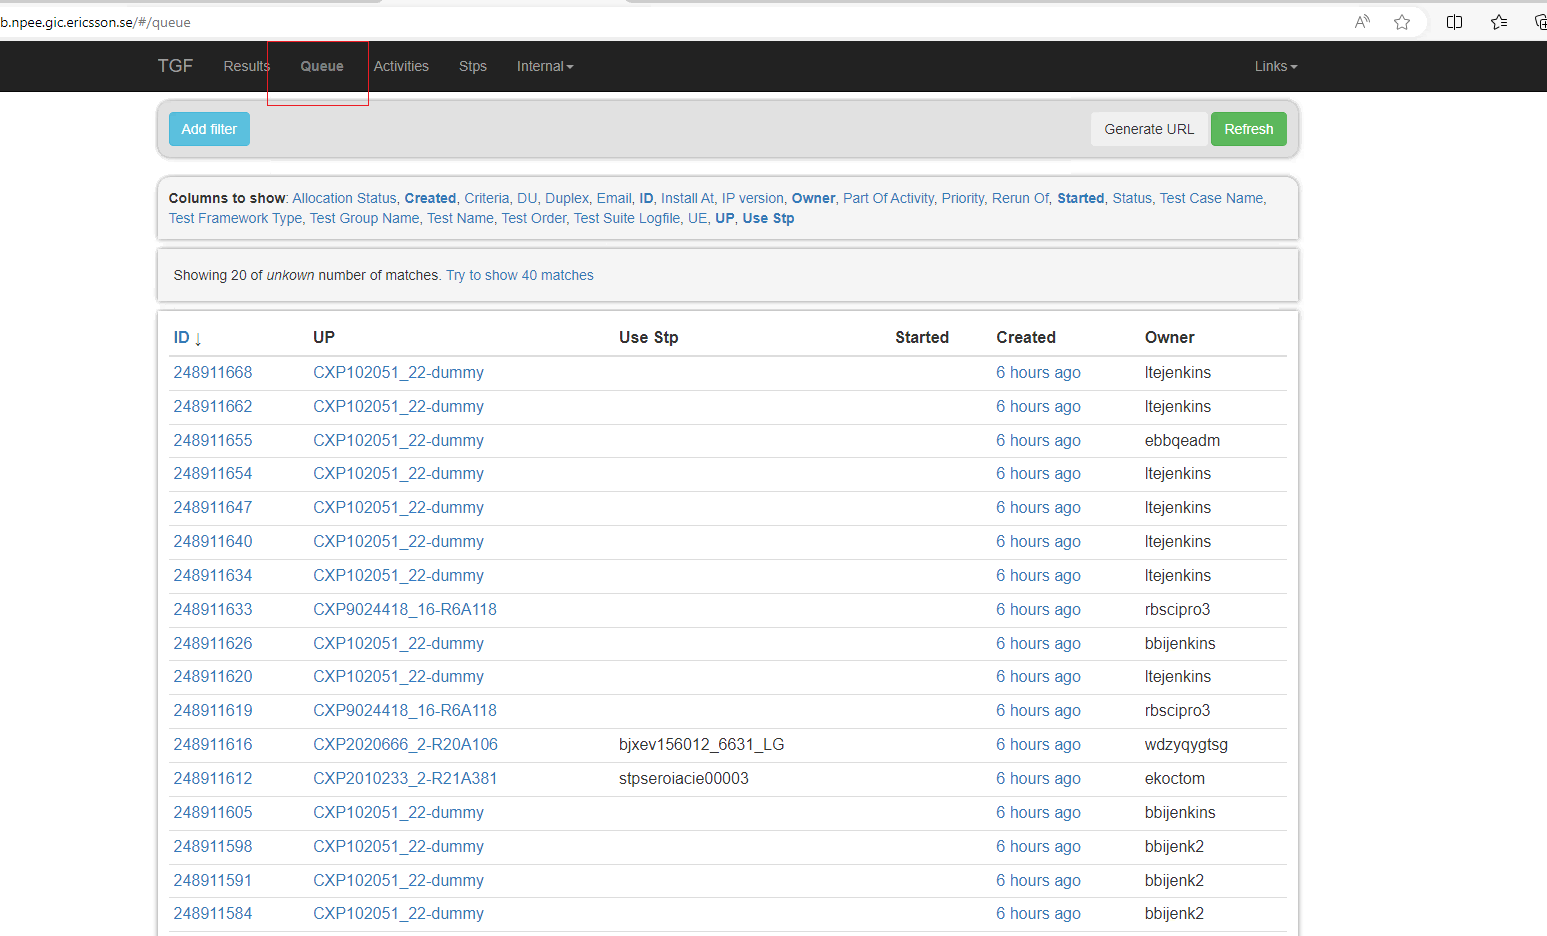 b.npee.gic.ericsson.se/#/queue
TGF Results Queue Activities Stps Internal Links
Add filter Generate URL Refresh
Columns to show: Allocation Status, Created, Criteria, DU, Duplex, Email, ID, Install At, IP version, Owner, Part Of Activity, Priority, Rerun Of, Started, Status, Test Case Name,
Test Framework Type, Test Group Name, Test Name, Test Order, Test Suite Logfile, UE, UP, Use Stp
Showing 20 of unkown number of matches. Try to show 40 matches
ID ↓ UP Use Stp Started Created Owner
248911668 CXP102051_22-dummy 6 hours ago ltejenkins
248911662 CXP102051_22-dummy 6 hours ago ltejenkins
248911655 CXP102051_22-dummy 6 hours ago ebbqeadm
248911654 CXP102051_22-dummy 6 hours ago ltejenkins
248911647 CXP102051_22-dummy 6 hours ago ltejenkins
248911640 CXP102051_22-dummy 6 hours ago ltejenkins
248911634 CXP102051_22-dummy 6 hours ago ltejenkins
248911633 CXP9024418_16-R6A118 6 hours ago rbscipro3
248911626 CXP102051_22-dummy 6 hours ago bbijenkins
248911620 CXP102051_22-dummy 6 hours ago ltejenkins
248911619 CXP9024418_16-R6A118 6 hours ago rbscipro3
248911616 CXP2020666_2-R20A106 bjxev156012_6631_LG 6 hours ago wdzyqygtsg
248911612 CXP2010233_2-R21A381 stpseroiacie00003 6 hours ago ekoctom
248911605 CXP102051_22-dummy 6 hours ago bbijenkins
248911598 CXP102051_22-dummy 6 hours ago bbijenk2
248911591 CXP102051_22-dummy 6 hours ago bbijenk2
248911584 CXP102051_22-dummy 6 hours ago bbijenk2